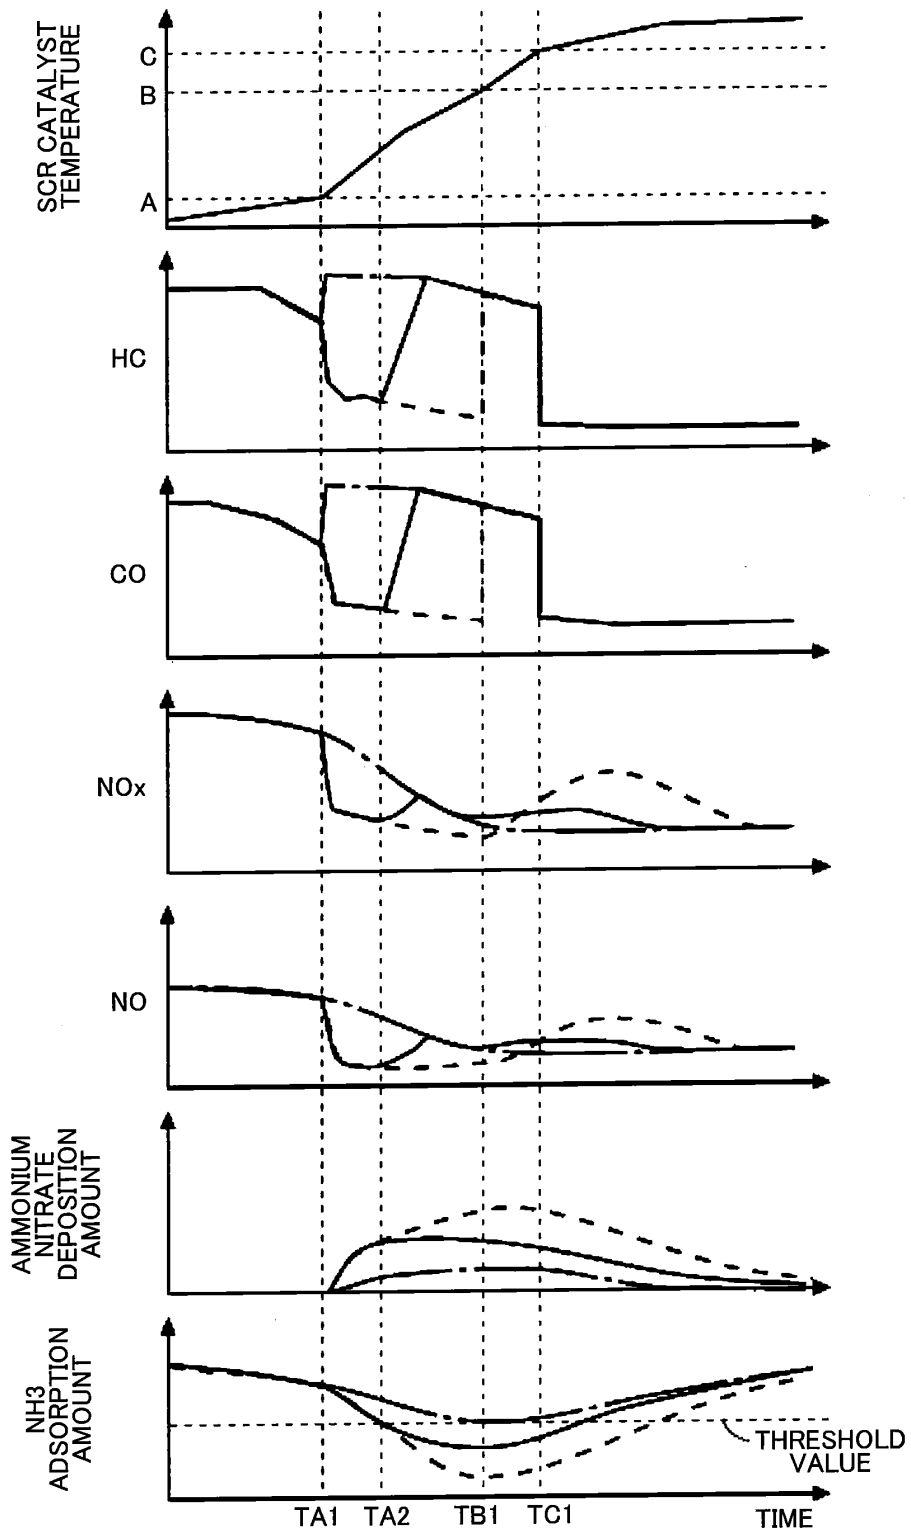 SCR CATALYST
TEMPERATURE
C
B
A
HC
CO
NOx
NO
AMMONIUM
NITRATE
DEPOSITION
AMOUNT
NH3
ADSORPTION
AMOUNT
THRESHOLD
VALUE
TA1 TA2 TB1 TC1 TIME